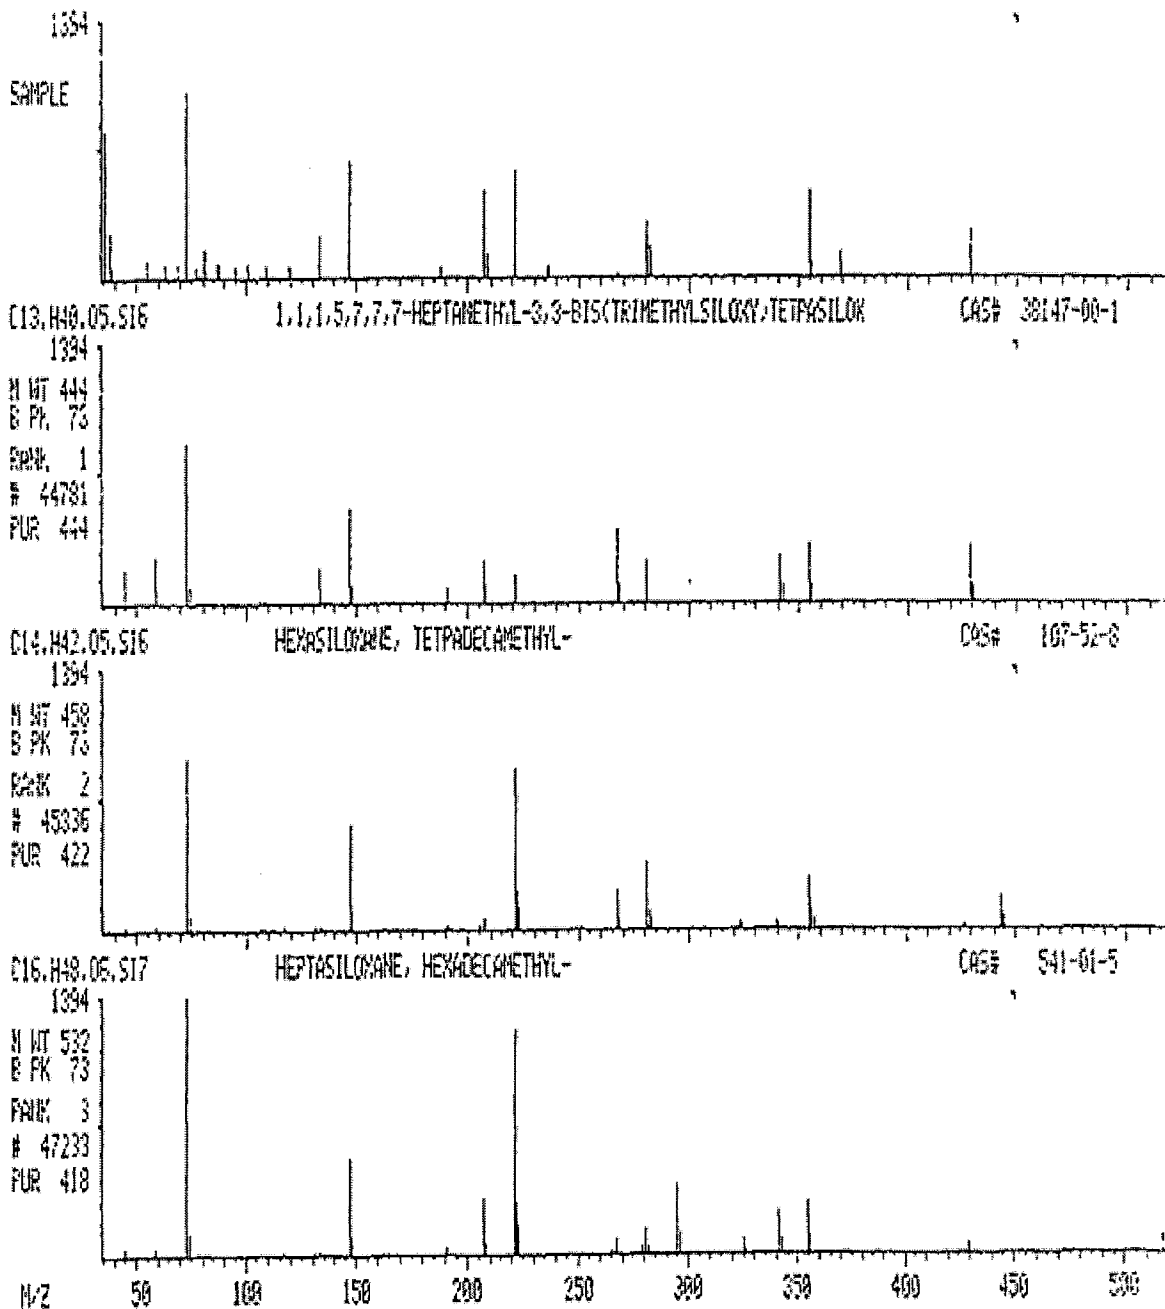 1394
SAMPLE
C13.H40.O5.SI6 1,1,1,5,7,7,7-HEPTAMETHYL-3,3-BIS(TRIMETHYLSILOXY)TETRASILOX CAS# 38147-00-1
1394
M WT 444
B PK 73
RANK 1
# 44781
PUR 444
C14.H42.O5.SI6 HEXASILOXANE, TETRADECAMETHYL- CAS# 107-52-8
1394
M WT 458
B PK 73
RANK 2
# 45336
PUR 422
C16.H48.O6.SI7 HEPTASILOXANE, HEXADECAMETHYL- CAS# 541-01-5
1394
M WT 532
B PK 73
RANK 3
# 47233
PUR 418
M/Z 50 100 150 200 250 300 350 400 450 500